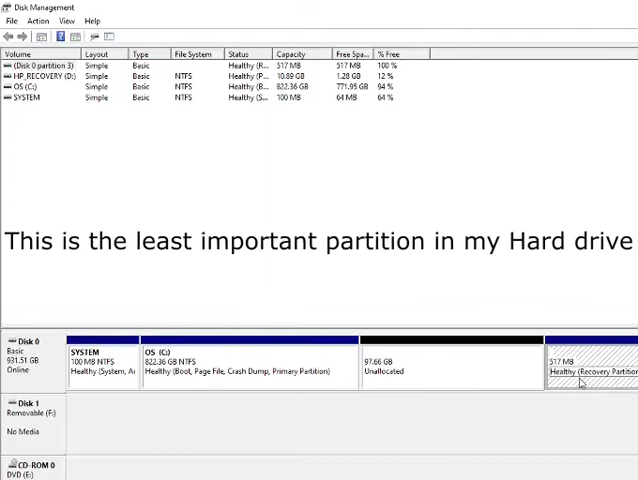 Disk Management
File Action View Help
Volume Layout Type File System Status Capacity Free Spa... % Free
(Disk 0 partition 3) Simple Basic Healthy (R... 517 MB 517 MB 100 %
HP_RECOVERY (D:) Simple Basic NTFS Healthy (P... 10.89 GB 1.28 GB 12 %
OS (C:) Simple Basic NTFS Healthy (B... 822.36 GB 771.95 GB 94 %
SYSTEM Simple Basic NTFS Healthy (S... 100 MB 64 MB 64 %
This is the least important partition in my Hard drive
Disk 0
Basic
931.51 GB
Online
SYSTEM
100 MB NTFS
Healthy (System, Ac
OS (C:)
822.36 GB NTFS
Healthy (Boot, Page File, Crash Dump, Primary Partition)
97.66 GB
Unallocated
517 MB
Healthy (Recovery Partition
Disk 1
Removable (F:)
No Media
CD-ROM 0
DVD (E:)